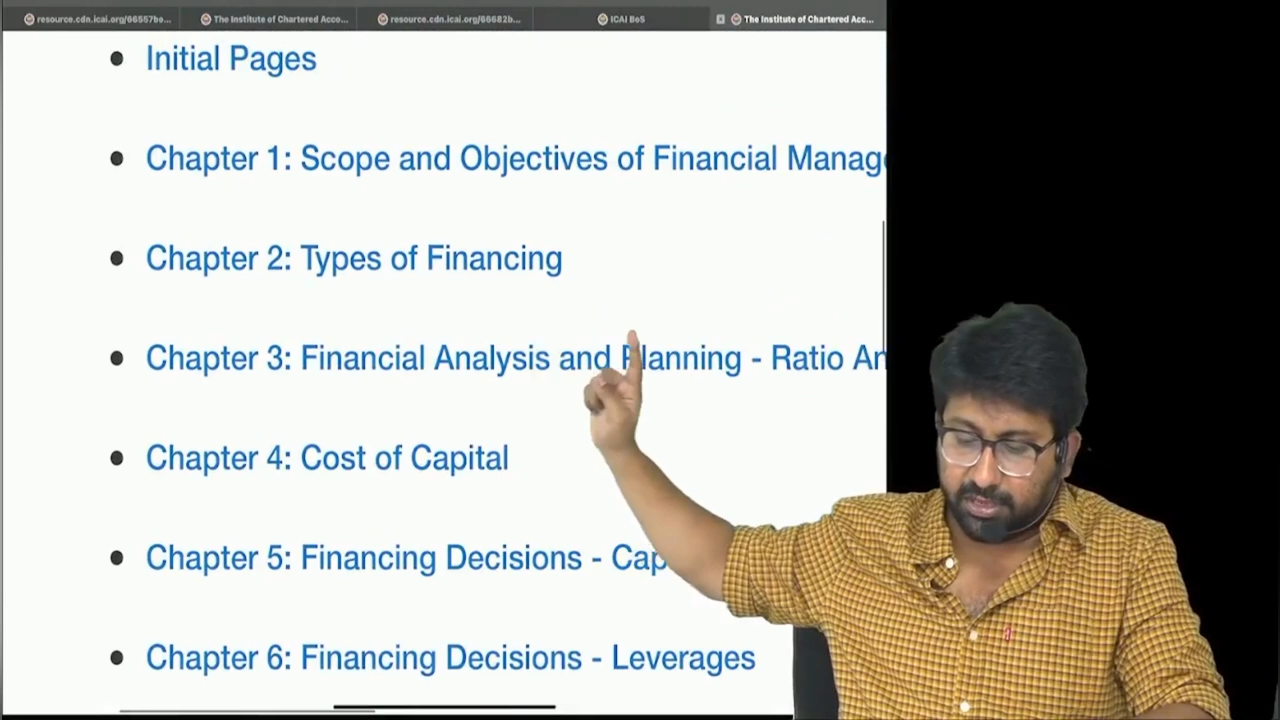 resource.cdn.icai.org/66557be...
The Institute of Chartered Acco...
resource.cdn.icai.org/66682b...
ICAI BoS
The Institute of Chartered Acc...
Initial Pages
Chapter 1: Scope and Objectives of Financial Manage
Chapter 2: Types of Financing
Chapter 3: Financial Analysis and Planning - Ratio An
Chapter 4: Cost of Capital
Chapter 5: Financing Decisions - Cap
Chapter 6: Financing Decisions - Leverages